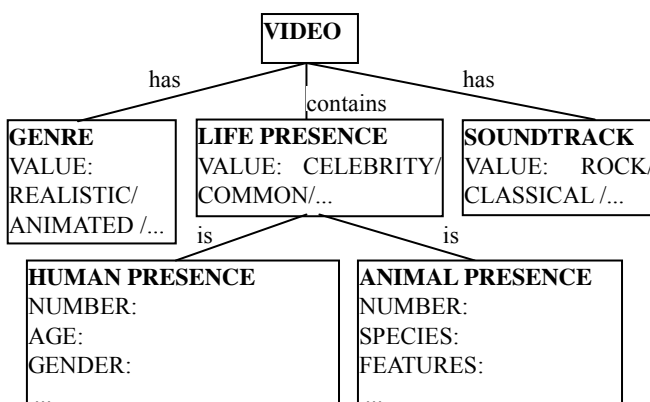 VIDEO
has
has
contains
GENRE
VALUE:
REALISTIC/
ANIMATED /...
LIFE PRESENCE
VALUE: CELEBRITY/
COMMON/...
SOUNDTRACK
VALUE: ROCK/
CLASSICAL /...
is
is
HUMAN PRESENCE
NUMBER:
AGE:
GENDER:
...
ANIMAL PRESENCE
NUMBER:
SPECIES:
FEATURES:
...